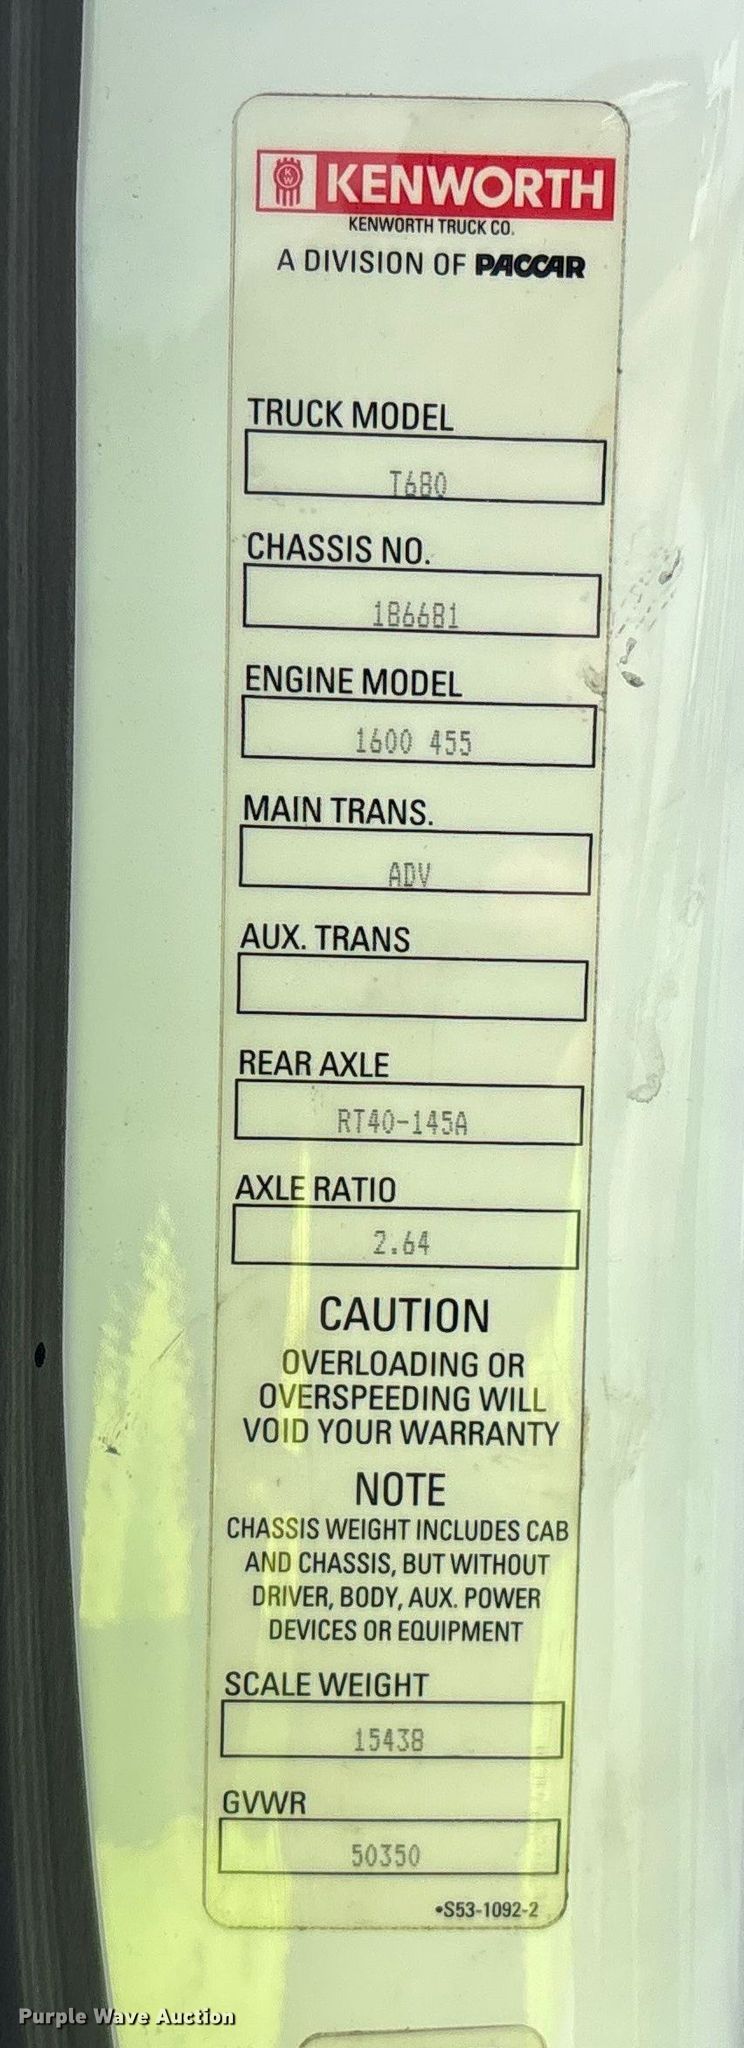 KW KENWORTH
KENWORTH TRUCK CO.
A DIVISION OF PACCAR
TRUCK MODEL
T680
CHASSIS NO.
186681
ENGINE MODEL
1600 455
MAIN TRANS.
ADV
AUX. TRANS
REAR AXLE
RT40-145A
AXLE RATIO
2.64
CAUTION
OVERLOADING OR
OVERSPEEDING WILL
VOID YOUR WARRANTY
NOTE
CHASSIS WEIGHT INCLUDES CAB
AND CHASSIS, BUT WITHOUT
DRIVER, BODY, AUX. POWER
DEVICES OR EQUIPMENT
SCALE WEIGHT
15438
GVWR
50350
•S53-1092-2
Purple Wave Auction